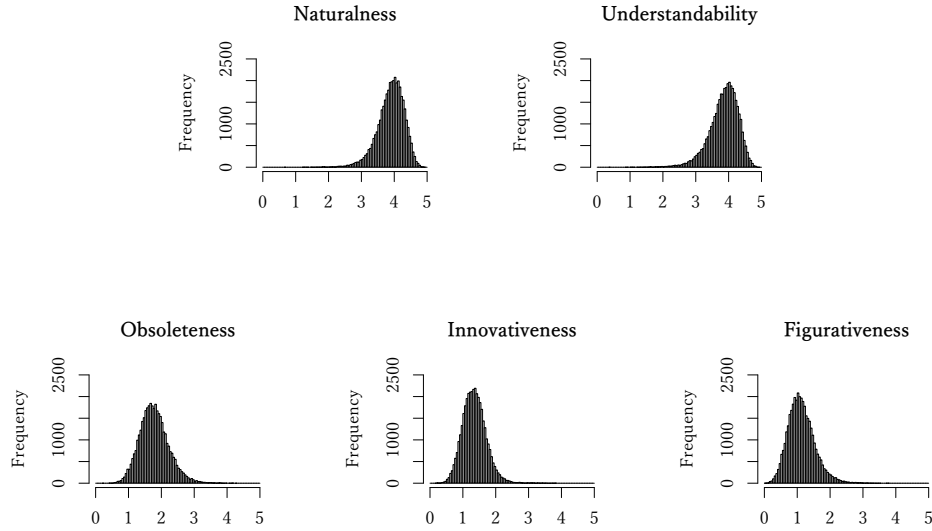 Naturalness
Understandability
Frequency
0 1000 2500
0 1 2 3 4 5
Frequency
0 1000 2500
0 1 2 3 4 5
Obsoleteness
Innovativeness
Figurativeness
Frequency
0 1000 2500
0 1 2 3 4 5
Frequency
0 1000 2500
0 1 2 3 4 5
Frequency
0 1000 2500
0 1 2 3 4 5